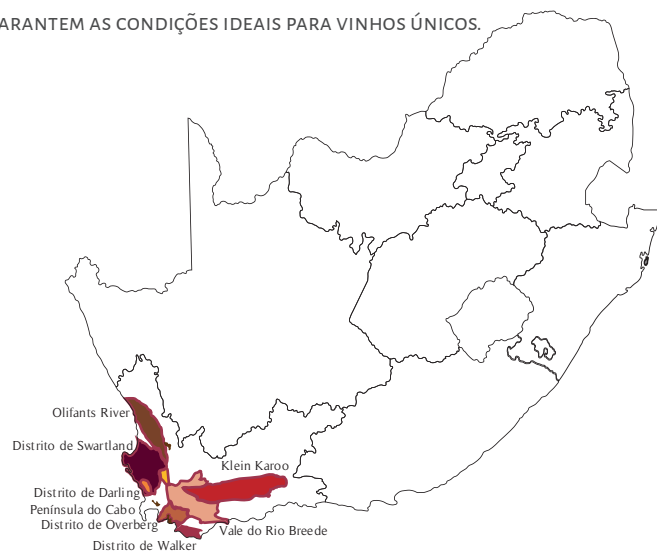 ARANTEM AS CONDIÇÕES IDEAIS PARA VINHOS ÚNICOS.
Olifants River
Distrito de Swartland
Klein Karoo
Distrito de Darling
Península do Cabo
Distrito de Overberg
Vale do Rio Breede
Distrito de Walker